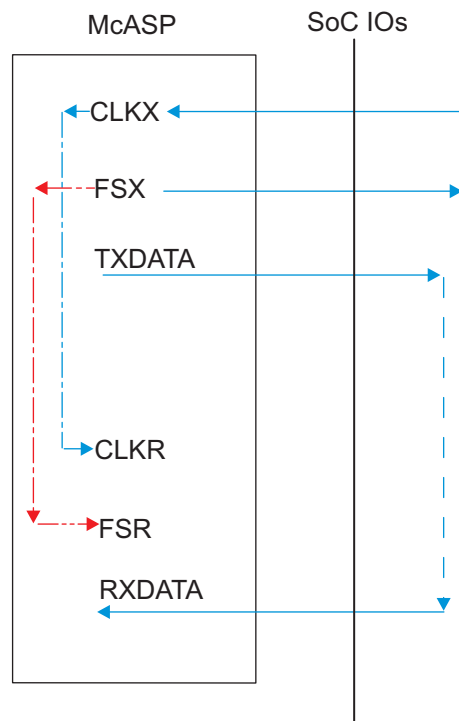 McASP
SoC IOs
CLKX
FSX
TXDATA
CLKR
FSR
RXDATA